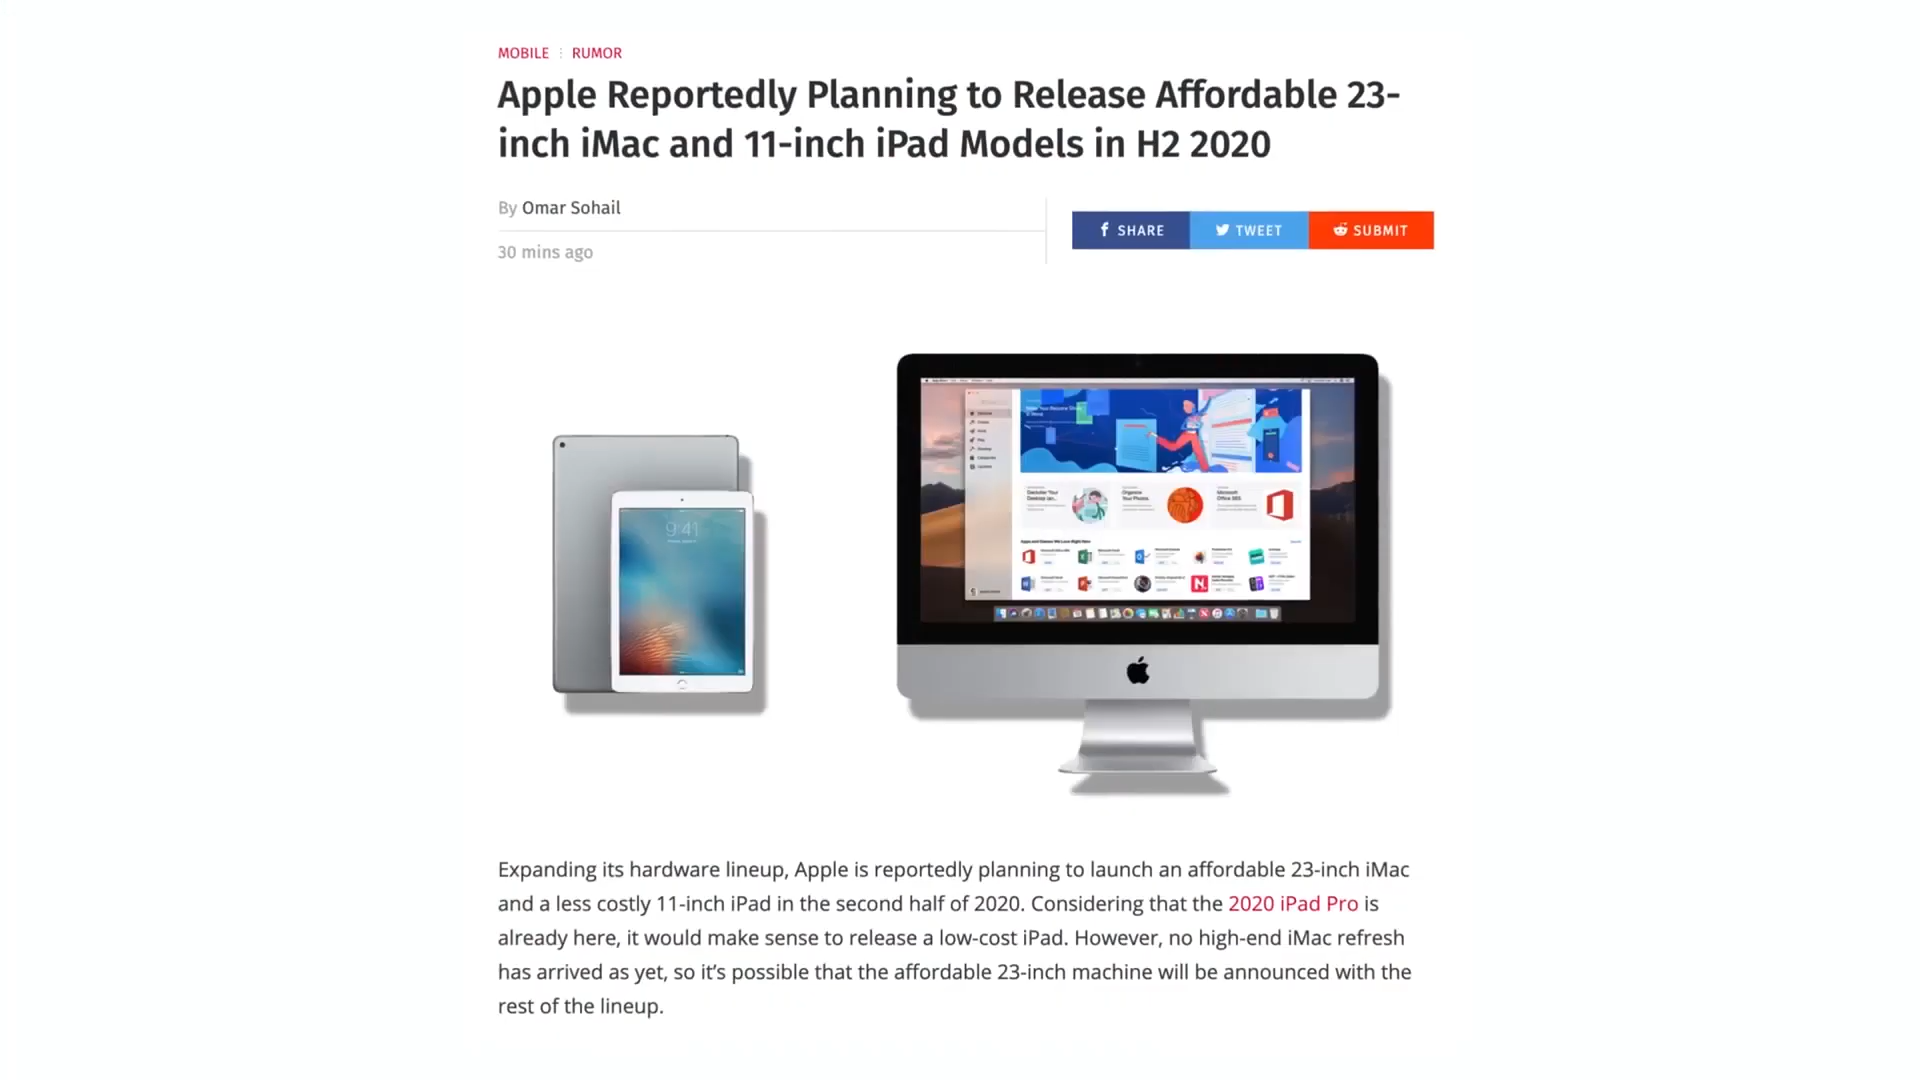 MOBILE : RUMOR
Apple Reportedly Planning to Release Affordable 23-
inch iMac and 11-inch iPad Models in H2 2020
By Omar Sohail
30 mins ago
SHARE
TWEET
SUBMIT
9:41
Expanding its hardware lineup, Apple is reportedly planning to launch an affordable 23-inch iMac
and a less costly 11-inch iPad in the second half of 2020. Considering that the 2020 iPad Pro is
already here, it would make sense to release a low-cost iPad. However, no high-end iMac refresh
has arrived as yet, so it’s possible that the affordable 23-inch machine will be announced with the
rest of the lineup.